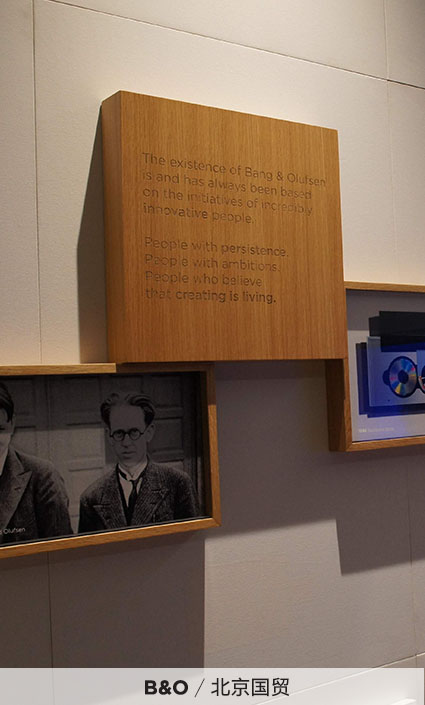 The existence of Bang & Olufsen
is and has always been based
on the initiatives of incredibly
innovative people.
People with persistence.
People with ambitions.
People who believe
that creating is living.
Olufsen
B&O / 北京国贸